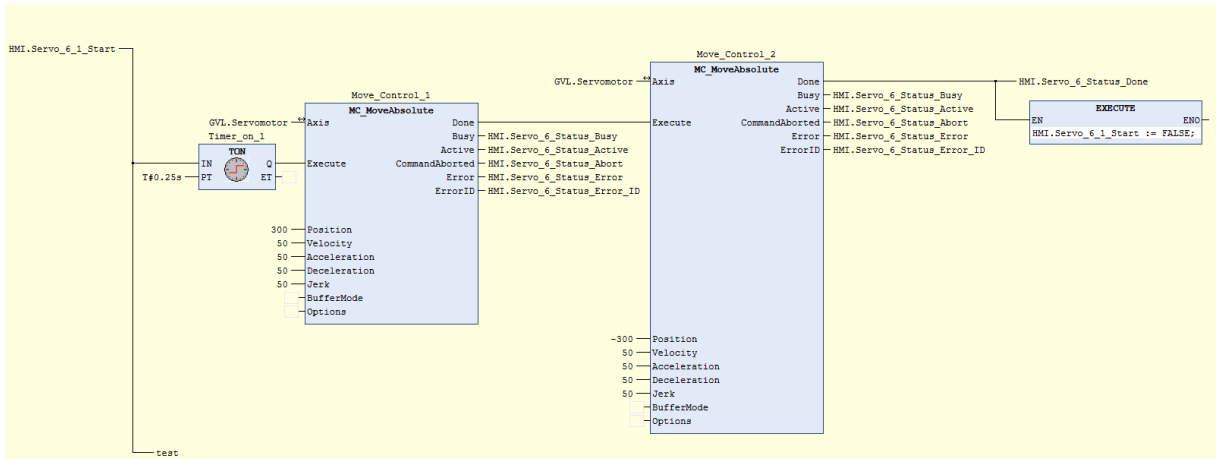 HMI.Servo_6_1_Start
Move_Control_1
MC_MoveAbsolute
GVL.Servomotor
Axis
Done
Timer_on_1
Busy
HMI.Servo_6_Status_Busy
TON
Active
HMI.Servo_6_Status_Active
IN
Q
Execute
CommandAborted
HMI.Servo_6_Status_Abort
T#0.25s
PT
ET
Error
HMI.Servo_6_Status_Error
ErrorID
HMI.Servo_6_Status_Error_ID
300
Position
50
Velocity
50
Acceleration
50
Deceleration
50
Jerk
BufferMode
Options
Move_Control_2
MC_MoveAbsolute
GVL.Servomotor
Axis
Done
HMI.Servo_6_Status_Done
Busy
HMI.Servo_6_Status_Busy
Active
HMI.Servo_6_Status_Active
Execute
CommandAborted
HMI.Servo_6_Status_Abort
Error
HMI.Servo_6_Status_Error
ErrorID
HMI.Servo_6_Status_Error_ID
-300
Position
50
Velocity
50
Acceleration
50
Deceleration
50
Jerk
BufferMode
Options
EXECUTE
EN
ENO
HMI.Servo_6_1_Start := FALSE;
test